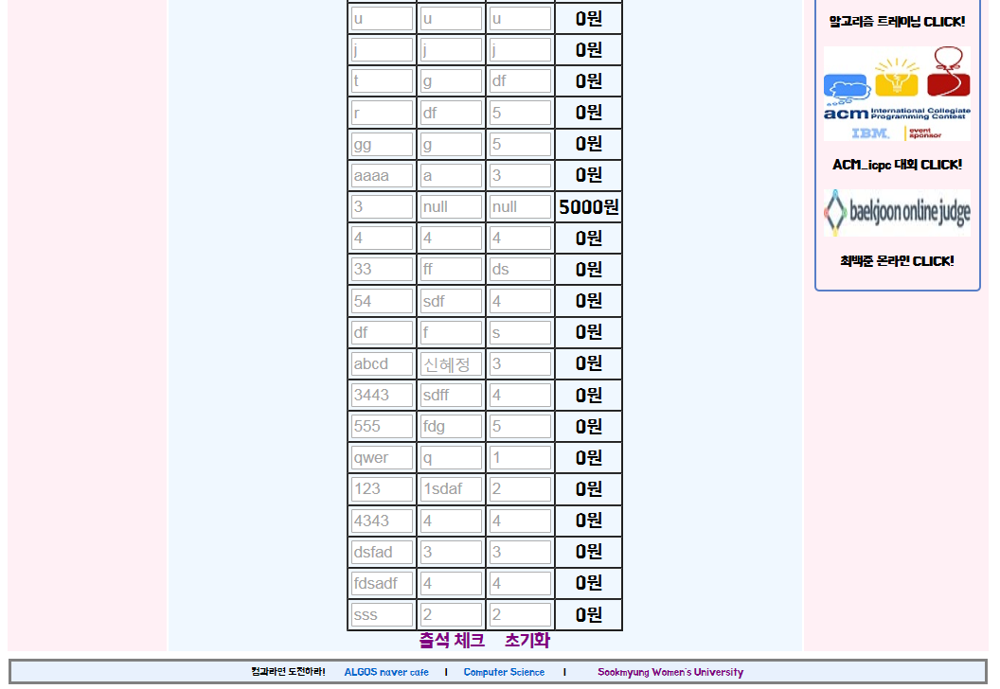 u u u 0원
j j j 0원
t g df 0원
r df 5 0원
gg g 5 0원
aaaa a 3 0원
3 null null 5000원
4 4 4 0원
33 ff ds 0원
54 sdf 4 0원
df f s 0원
abcd 신혜정 3 0원
3443 sdff 4 0원
555 fdg 5 0원
qwer q 1 0원
123 1sdaf 2 0원
4343 4 4 0원
dsfad 3 3 0원
fdsadf 4 4 0원
sss 2 2 0원
출석 체크 초기화
알고리즘 트레이닝 CLICK!
acm International Collegiate
Programming Contest
IBM. event
sponsor
ACM_icpc 대회 CLICK!
baekjoon online judge
최백준 온라인 CLICK!
컴과라면 도전하라! ALGOS naver cafe | Computer Science | Sookmyung Women's University